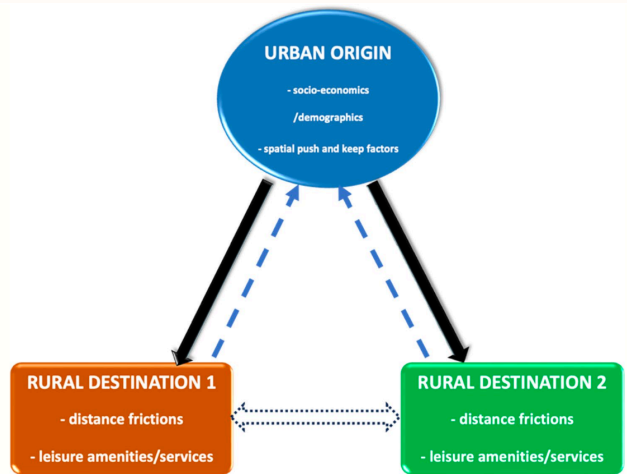 URBAN ORIGIN
- socio-economics
/demographics
- spatial push and keep factors
RURAL DESTINATION 1
- distance frictions
- leisure amenities/services
RURAL DESTINATION 2
- distance frictions
- leisure amenities/services